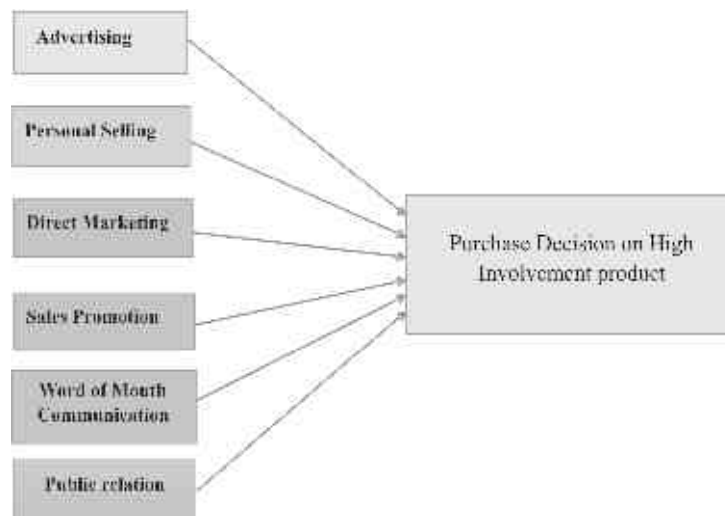 Advertising
Personal Selling
Direct Marketing
Sales Promotion
Word of Mouth
Communication
Public relation
Purchase Decision on High
Involvement product